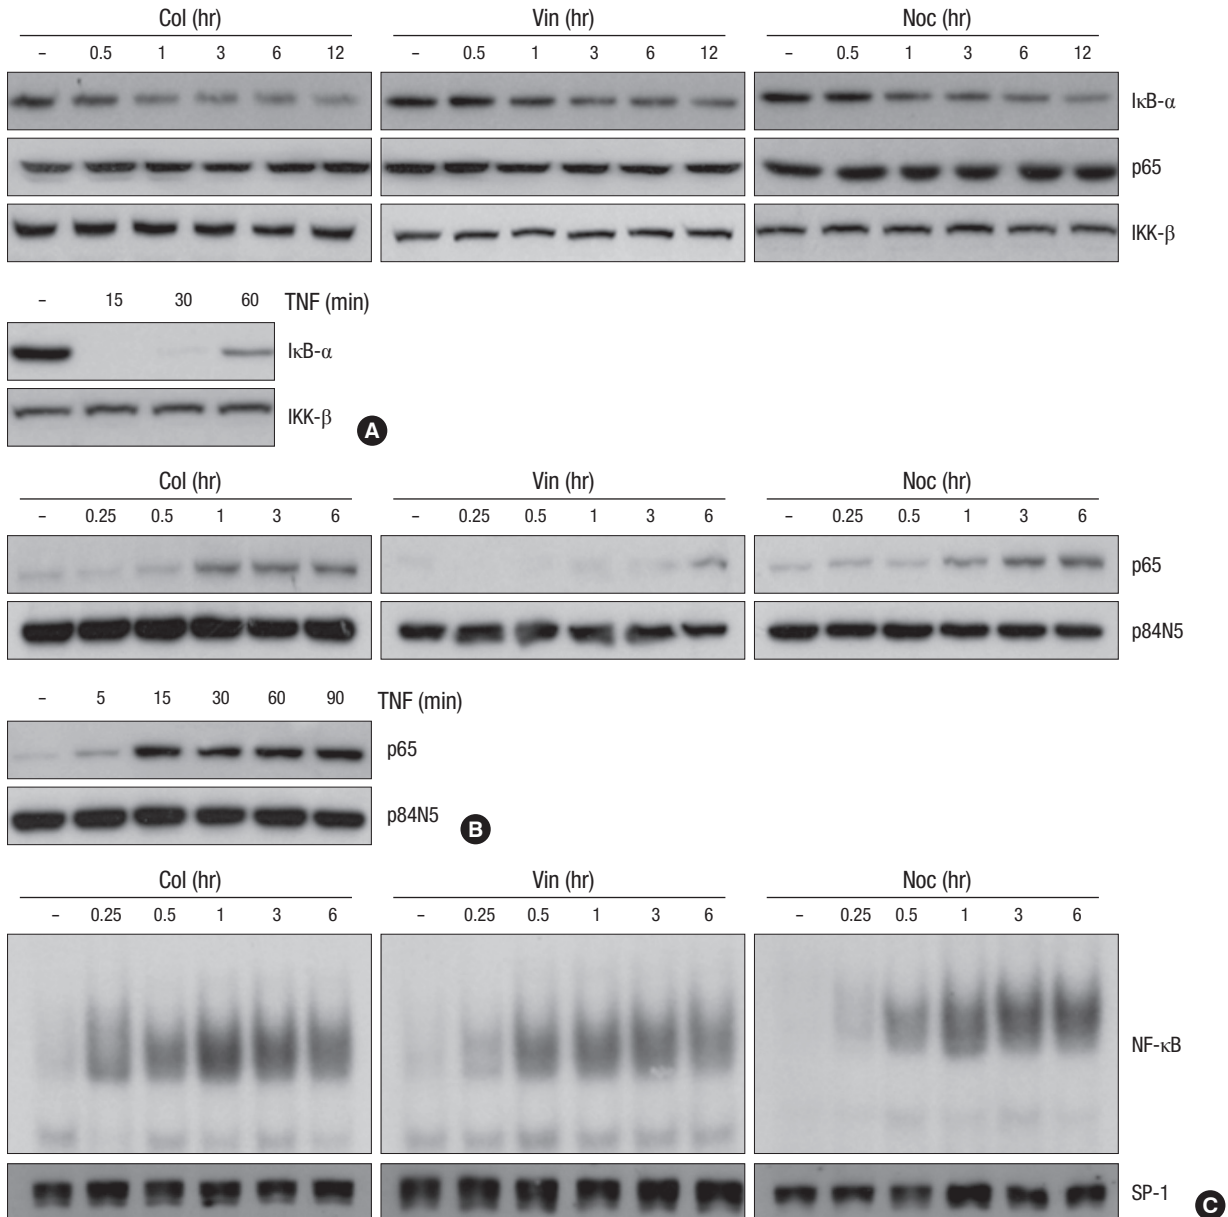 Col (hr) Vin (hr) Noc (hr)
– 0.5 1 3 6 12 – 0.5 1 3 6 12 – 0.5 1 3 6 12
IκB-α
p65
IKK-β
– 15 30 60 TNF (min)
IκB-α
IKK-β
A
Col (hr) Vin (hr) Noc (hr)
– 0.25 0.5 1 3 6 – 0.25 0.5 1 3 6 – 0.25 0.5 1 3 6
p65
p84N5
– 5 15 30 60 90 TNF (min)
p65
p84N5
B
Col (hr) Vin (hr) Noc (hr)
– 0.25 0.5 1 3 6 – 0.25 0.5 1 3 6 – 0.25 0.5 1 3 6
NF-κB
SP-1
C